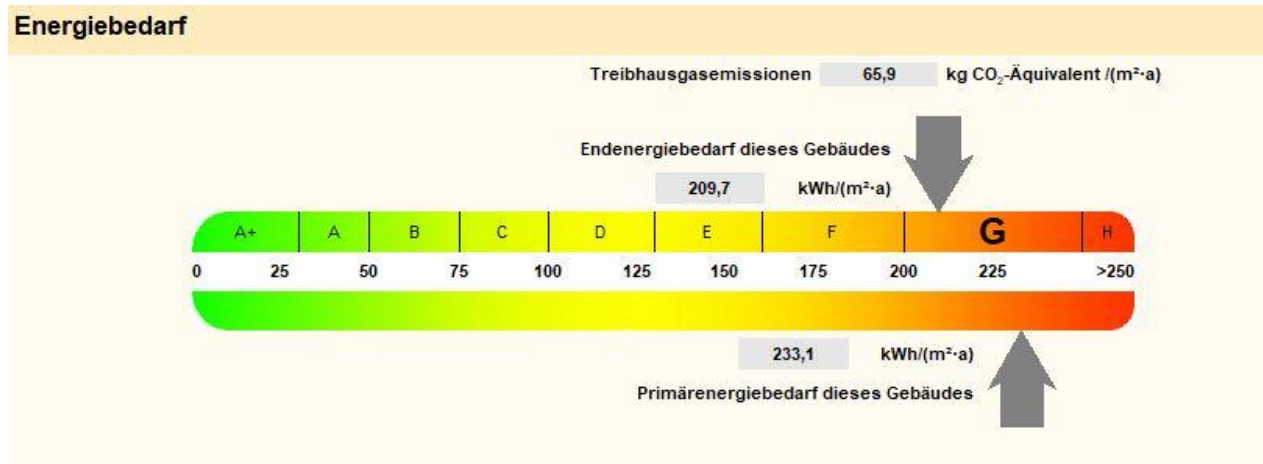 Energiebedarf
Treibhausgasemissionen 65,9 kg CO₂-Äquivalent /(m²·a)
Endenergiebedarf dieses Gebäudes
209,7 kWh/(m²·a)
A+ A B C D E F G H
0 25 50 75 100 125 150 175 200 225 >250
233,1 kWh/(m²·a)
Primärenergiebedarf dieses Gebäudes